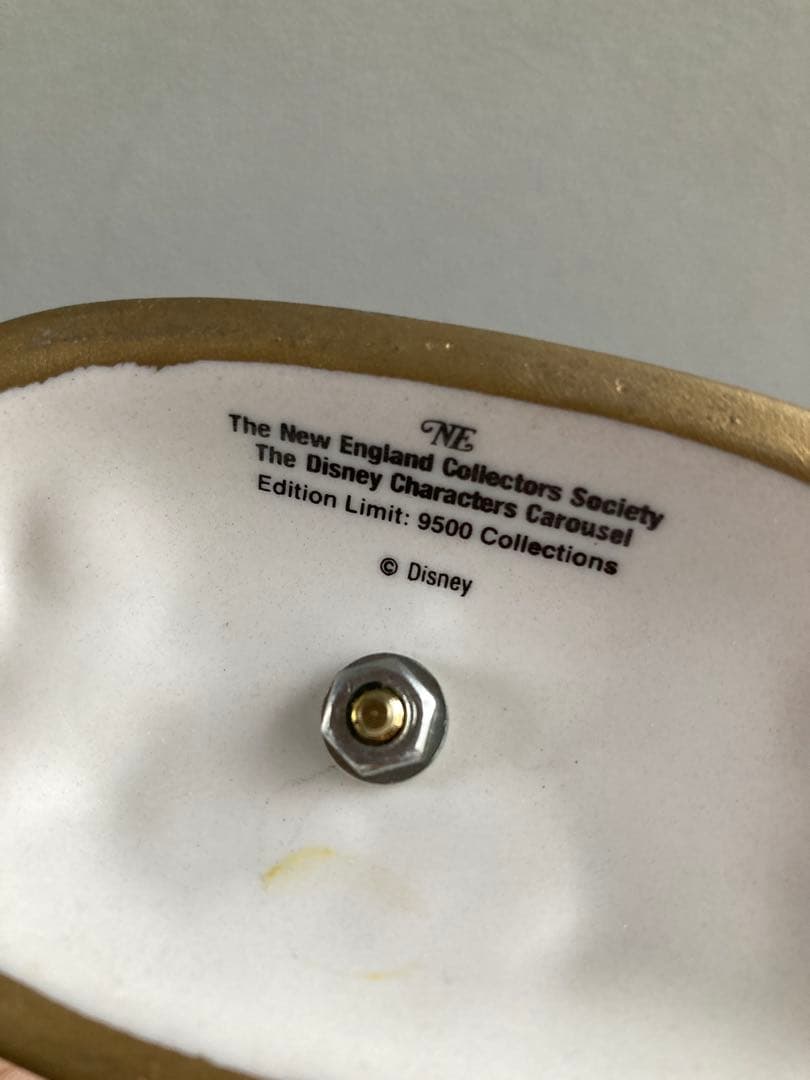 NE
The New England Collectors Society
The Disney Characters Carousel
Edition Limit: 9500 Collections
© Disney